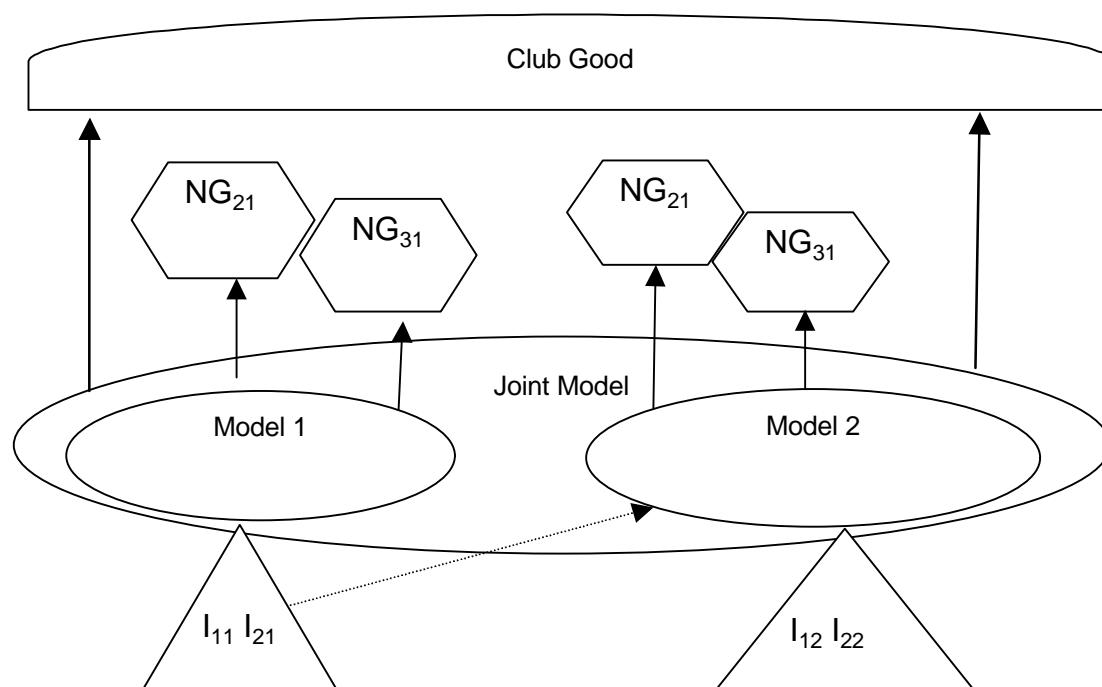 Club Good
NG₂₁
NG₃₁
NG₂₁
NG₃₁
Joint Model
Model 1
Model 2
I₁₁ I₂₁
I₁₂ I₂₂